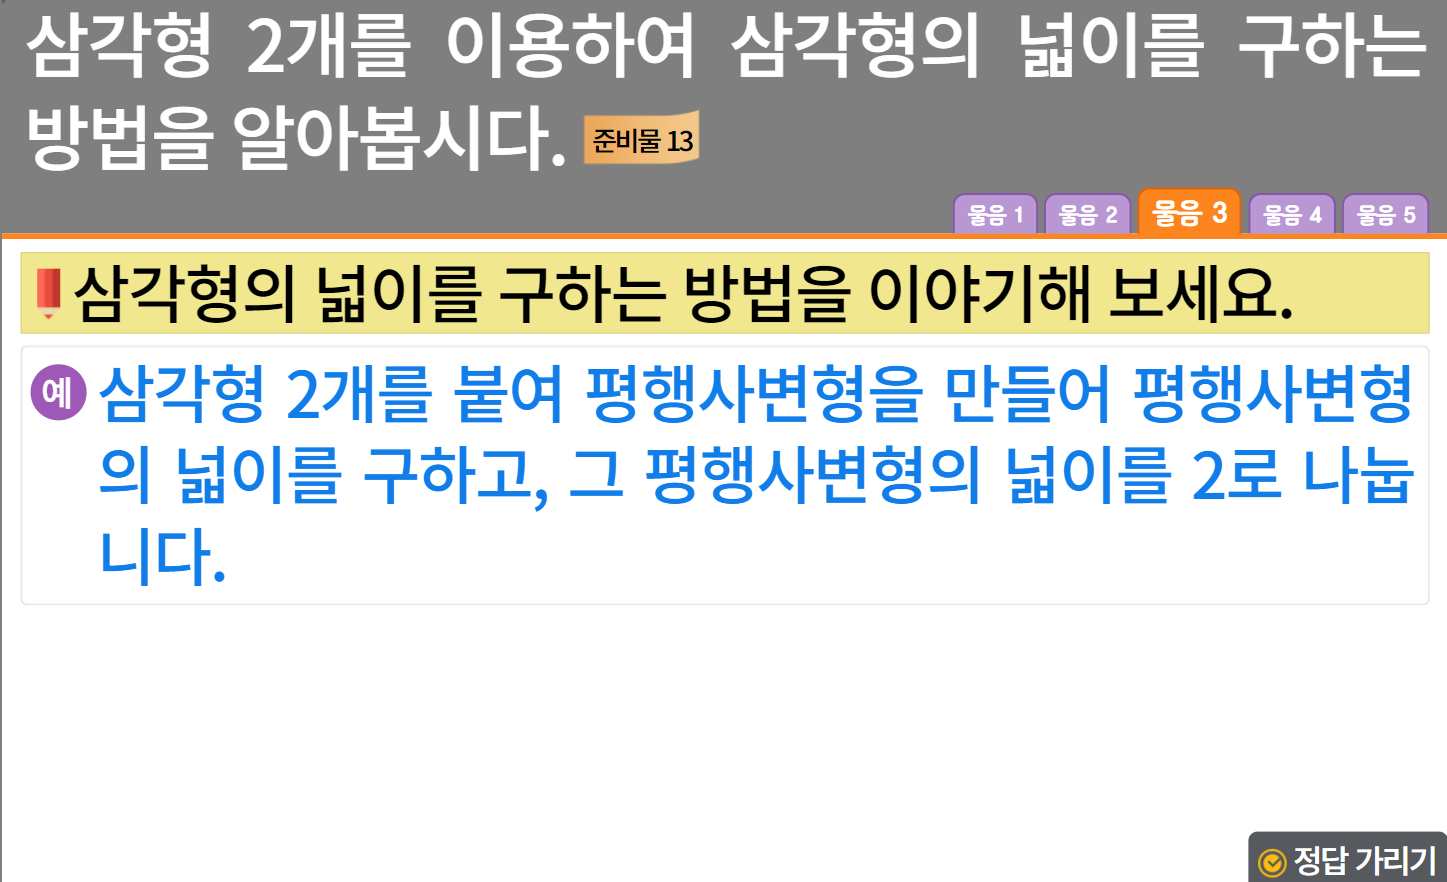 삼각형 2개를 이용하여 삼각형의 넓이를 구하는
방법을 알아봅시다. 준비물 13
물음 1 물음 2 물음 3 물음 4 물음 5
삼각형의 넓이를 구하는 방법을 이야기해 보세요.
예 삼각형 2개를 붙여 평행사변형을 만들어 평행사변형
의 넓이를 구하고, 그 평행사변형의 넓이를 2로 나눕
니다.
정답 가리기